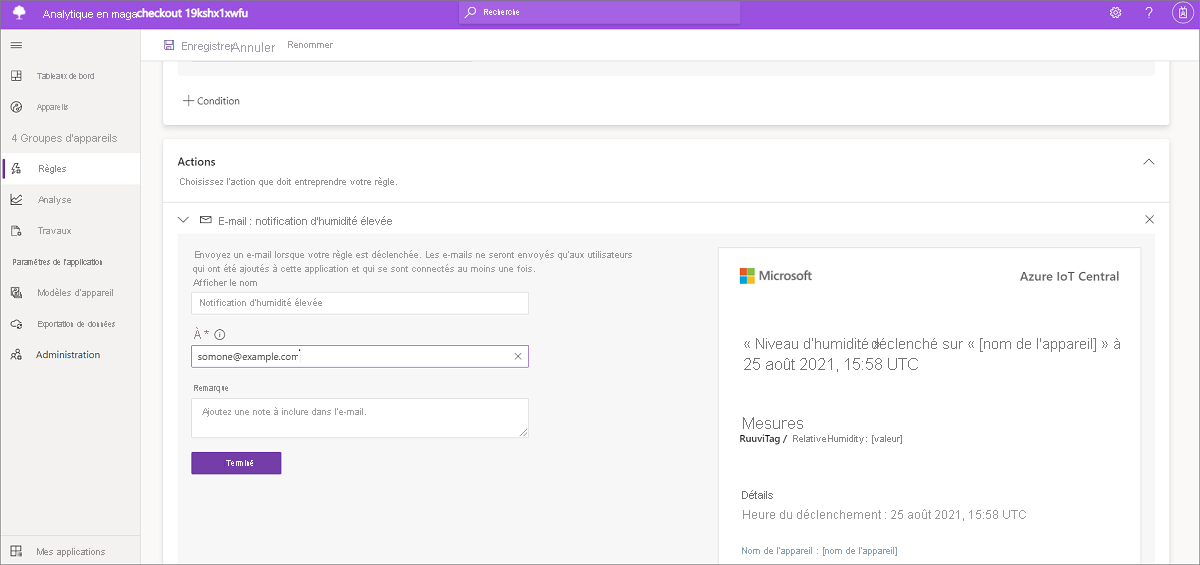 Analytique en maga checkout 19kshx1xwfu
Recherche
?
Enregistrer Annuler Renommer
Tableaux de bord
Appareils
4 Groupes d'appareils
Règles
Analyse
Travaux
Paramètres de l'application
Modèles d'appareil
Exportation de données
Administration
Mes applications
Condition
Actions
Choisissez l'action que doit entreprendre votre règle.
E-mail : notification d'humidité élevée
Envoyez un e-mail lorsque votre règle est déclenchée. Les e-mails ne seront envoyés qu'aux utilisateurs
qui ont été ajoutés à cette application et qui se sont connectés au moins une fois.
Afficher le nom
Notification d'humidité élevée
À *
somone@example.com
Remarque
Ajoutez une note à inclure dans l'e-mail.
Terminé
Microsoft
Azure IoT Central
« Niveau d'humidité » déclenché sur « [nom de l'appareil] » à
25 août 2021, 15:58 UTC
Mesures
RuuviTag / RelativeHumidity : [valeur]
Détails
Heure du déclenchement : 25 août 2021, 15:58 UTC
Nom de l'appareil : [nom de l'appareil]